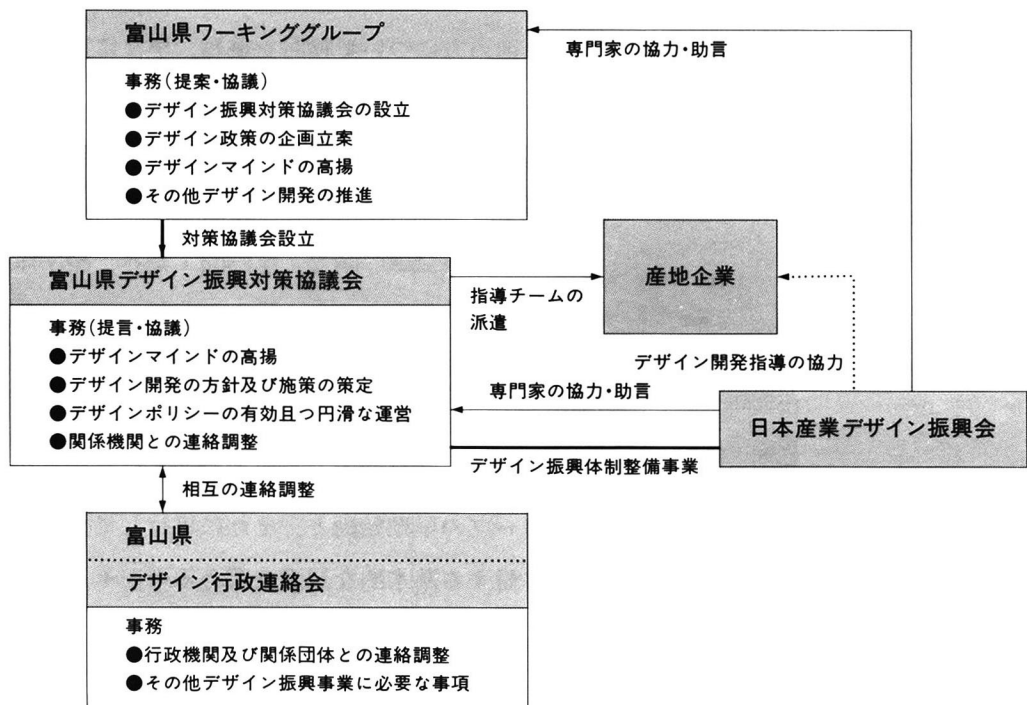 富山県ワーキンググループ
事務(提案・協議)
●デザイン振興対策協議会の設立
●デザイン政策の企画立案
●デザインマインドの高揚
●その他デザイン開発の推進
専門家の協力・助言
対策協議会設立
富山県デザイン振興対策協議会
事務(提言・協議)
●デザインマインドの高揚
●デザイン開発の方針及び施策の策定
●デザインポリシーの有効且つ円滑な運営
●関係機関との連絡調整
指導チームの
派遣
産地企業
デザイン開発指導の協力
専門家の協力・助言
日本産業デザイン振興会
デザイン振興体制整備事業
相互の連絡調整
富山県
デザイン行政連絡会
事務
●行政機関及び関係団体との連絡調整
●その他デザイン振興事業に必要な事項